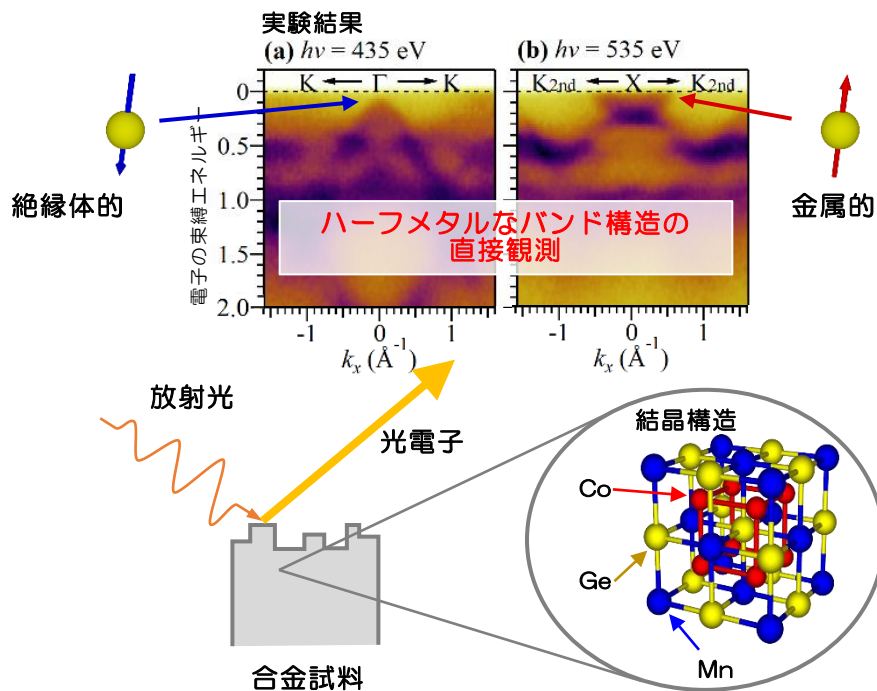 実験結果
(a) hν = 435 eV
(b) hν = 535 eV
K ← Γ → K
K2nd ← X → K2nd
0
0.5
1.0
1.5
2.0
電子の束縛エネルギー
絶縁体的
金属的
ハーフメタルなバンド構造の
直接観測
-1 0 1
-1 0 1
kx (Å-1)
kx (Å-1)
放射光
光電子
結晶構造
Co
Ge
Mn
合金試料